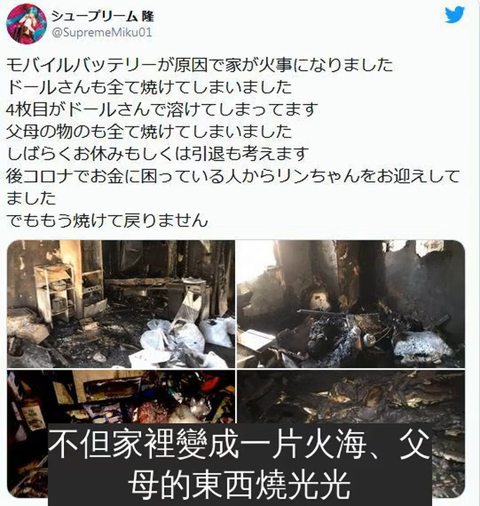 シュープリーム 隆
@SupremeMiku01
モバイルバッテリーが原因で家が火事になりました
ドールさんも全て焼けてしまいました
4枚目がドールさんで溶けてしまってます
父母の物のも全て焼けてしまいました
しばらくお休みもしくは引退も考えます
後コロナでお金に困っている人からリンちゃんをお迎えして
ました
でももう焼けて戻りません
不但家裡變成一片火海、父
母的東西燒光光